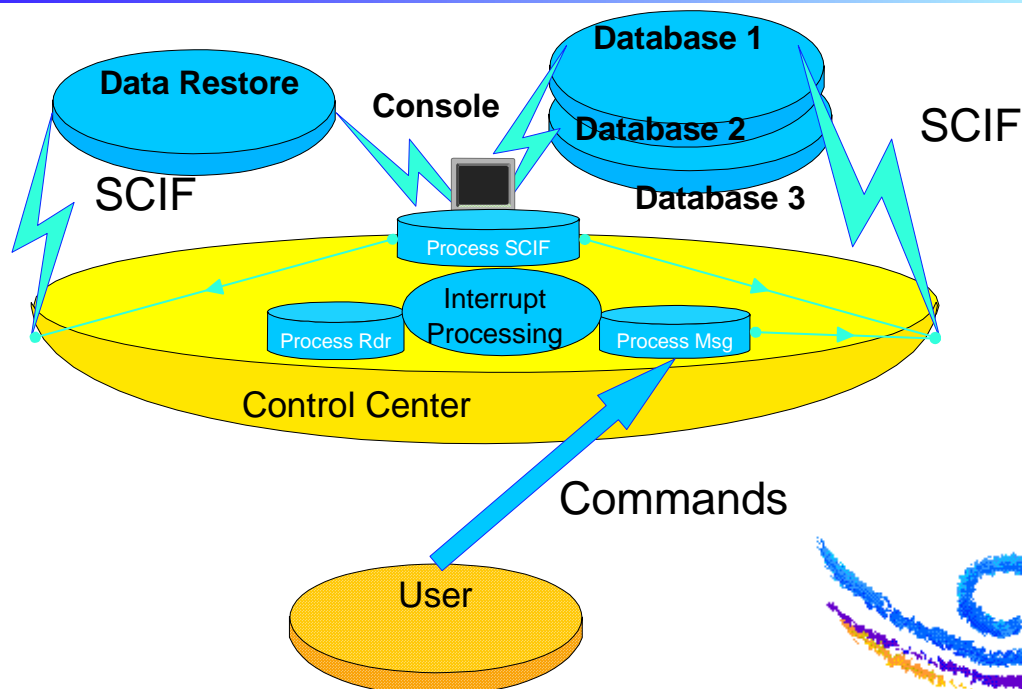 Database 1
Data Restore
Console
Database 2
SCIF
SCIF
Database 3
Process SCIF
Interrupt
Processing
Process Rdr
Process Msg
Control Center
Commands
User